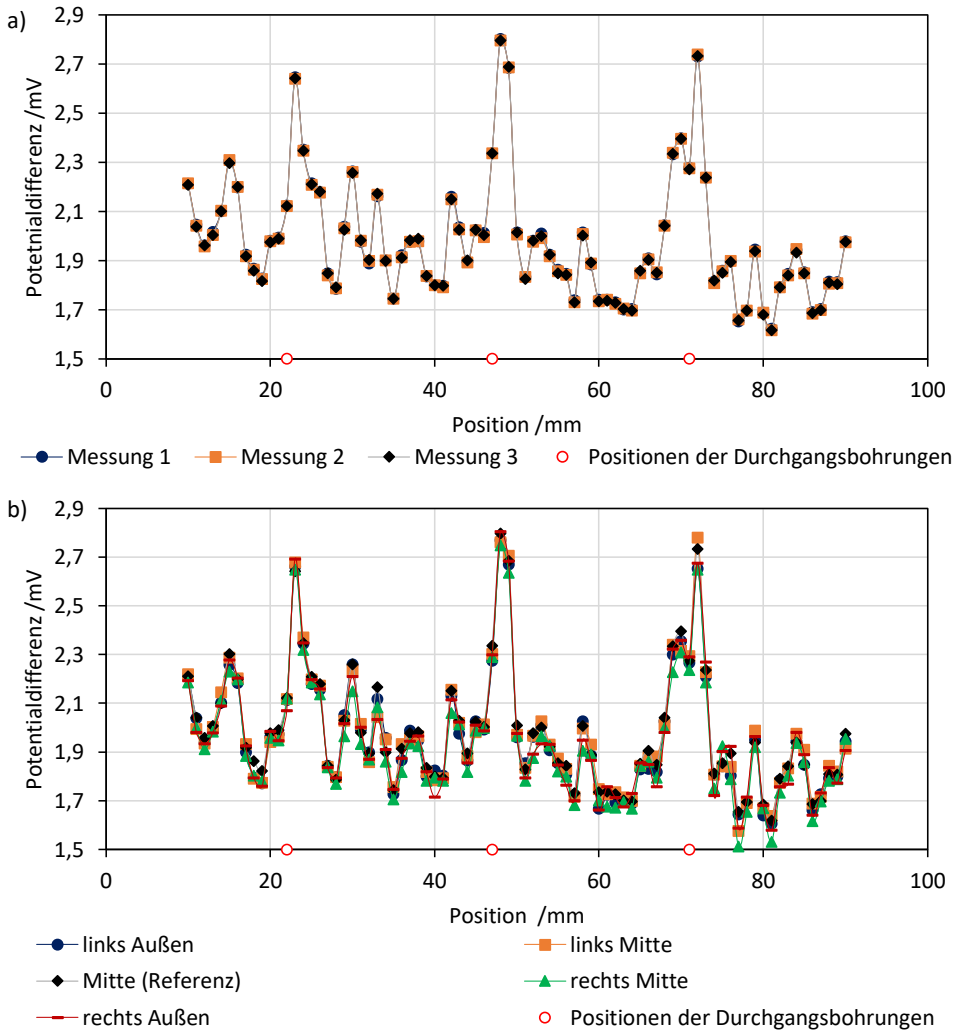 a)
2,9
2,7
2,5
2,3
2,1
1,9
1,7
1,5
Potetnialdifferenz /mV
0 20 40 60 80 100
Position /mm
Messung 1 Messung 2 Messung 3 Positionen der Durchgangsbohrungen
b)
2,9
2,7
2,5
2,3
2,1
1,9
1,7
1,5
Potentialdifferenz /mV
0 20 40 60 80 100
Position /mm
links Außen links Mitte
Mitte (Referenz) rechts Mitte
rechts Außen Positionen der Durchgangsbohrungen